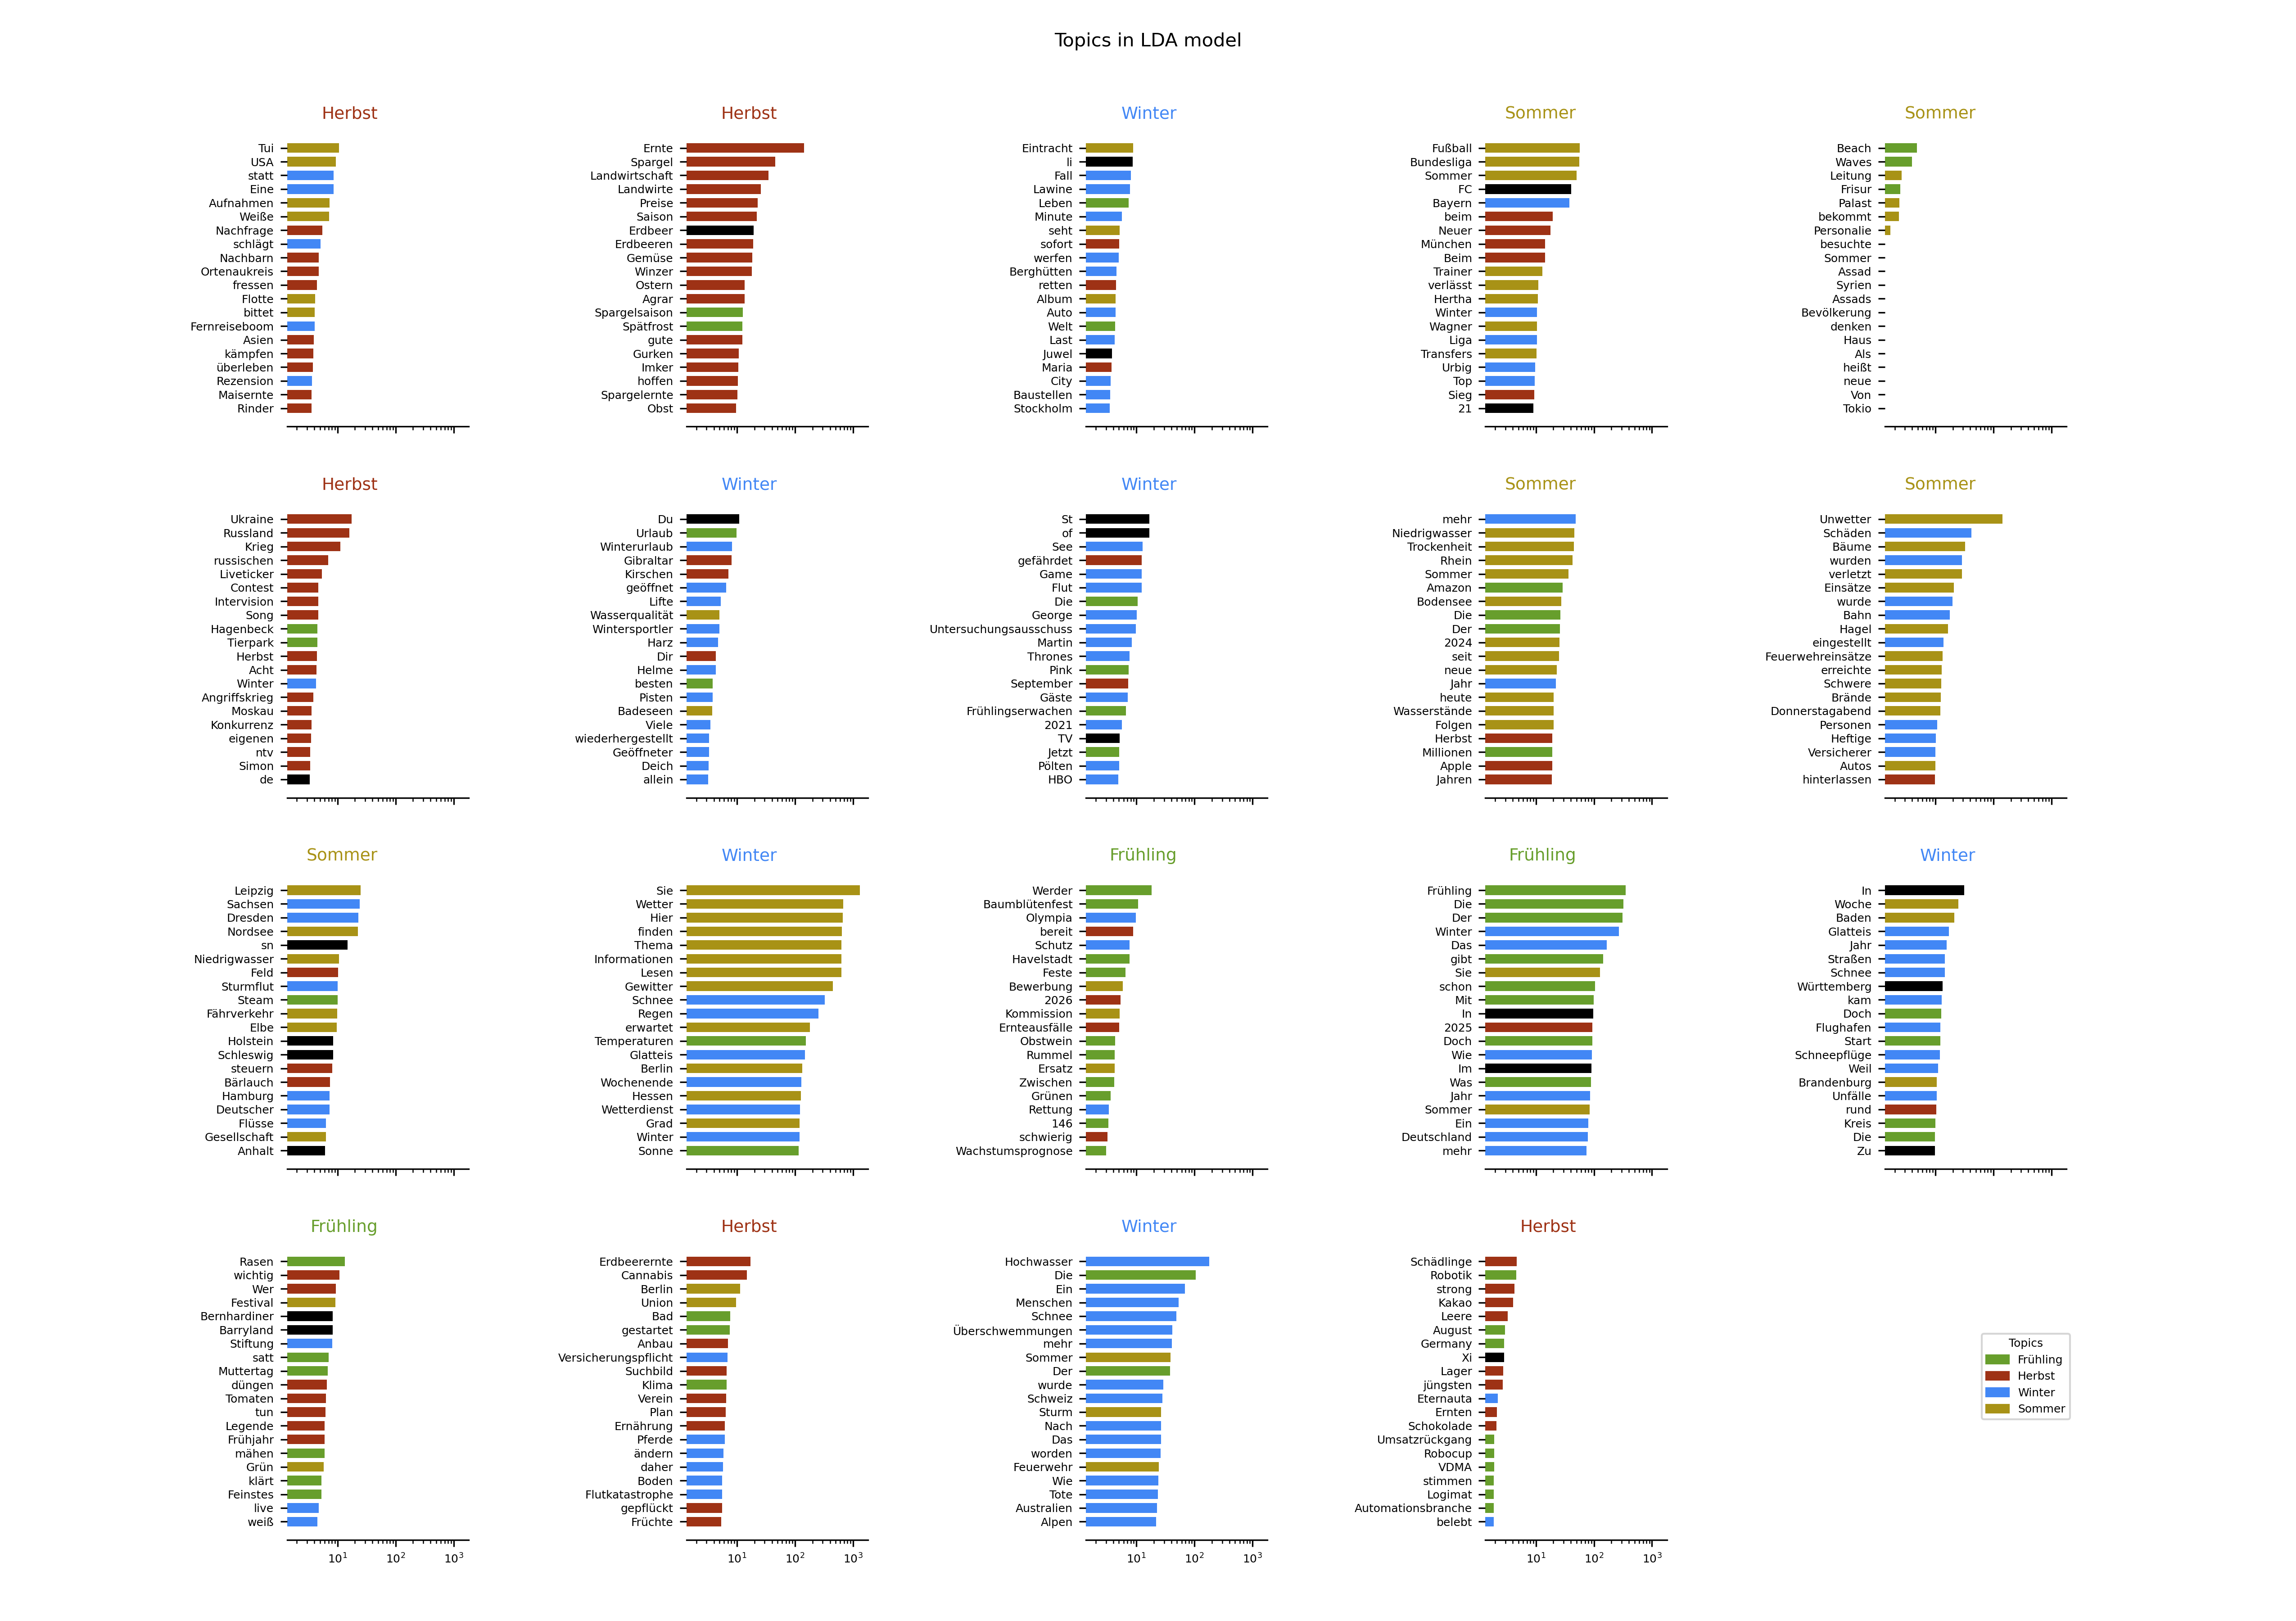 Topics in LDA model
Herbst
Tui
USA
statt
Eine
Aufnahmen
Weiße
Nachfrage
schlägt
Nachbarn
Ortenaukreis
fressen
Flotte
bittet
Fernreiseboom
Asien
kämpfen
überleben
Rezension
Maisernte
Rinder
Herbst
Ernte
Spargel
Landwirtschaft
Landwirte
Preise
Saison
Erdbeer
Erdbeeren
Gemüse
Winzer
Ostern
Agrar
Spargelsaison
Spätfrost
gute
Gurken
Imker
hoffen
Spargelernte
Obst
Winter
Eintracht
li
Fall
Lawine
Leben
Minute
seht
sofort
werfen
Berghütten
retten
Album
Auto
Welt
Last
Juwel
Maria
City
Baustellen
Stockholm
Sommer
Fußball
Bundesliga
Sommer
FC
Bayern
beim
Neuer
München
Beim
Trainer
verlässt
Hertha
Winter
Wagner
Liga
Transfers
Urbig
Top
Sieg
21
Sommer
Beach
Waves
Leitung
Frisur
Palast
bekommt
Personalie
besuchte
Sommer
Assad
Syrien
Assads
Bevölkerung
denken
Haus
Als
heißt
neue
Von
Tokio
Herbst
Ukraine
Russland
Krieg
russischen
Liveticker
Contest
Intervision
Song
Hagenbeck
Tierpark
Herbst
Acht
Winter
Angriffskrieg
Moskau
Konkurrenz
eigenen
ntv
Simon
de
Winter
Du
Urlaub
Winterurlaub
Gibraltar
Kirschen
geöffnet
Lifte
Wasserqualität
Wintersportler
Harz
Dir
Helme
besten
Pisten
Badeseen
Viele
wiederhergestellt
Geöffneter
Deich
allein
Winter
St
of
See
gefährdet
Game
Flut
Die
George
Untersuchungsausschuss
Martin
Thrones
Pink
September
Gäste
Frühlingserwachen
2021
TV
Jetzt
Pölten
HBO
Sommer
mehr
Niedrigwasser
Trockenheit
Rhein
Sommer
Amazon
Bodensee
Die
Der
2024
seit
neue
Jahr
heute
Wasserstände
Folgen
Herbst
Millionen
Apple
Jahren
Sommer
Unwetter
Schäden
Bäume
wurden
verletzt
Einsätze
wurde
Bahn
Hagel
eingestellt
Feuerwehreinsätze
erreichte
Schwere
Brände
Donnerstagabend
Personen
Heftige
Versicherer
Autos
hinterlassen
Sommer
Leipzig
Sachsen
Dresden
Nordsee
sn
Niedrigwasser
Feld
Sturmflut
Steam
Fährverkehr
Elbe
Holstein
Schleswig
steuern
Bärlauch
Hamburg
Deutscher
Flüsse
Gesellschaft
Anhalt
Winter
Sie
Wetter
Hier
finden
Thema
Informationen
Lesen
Gewitter
Schnee
Regen
erwartet
Temperaturen
Glatteis
Berlin
Wochenende
Hessen
Wetterdienst
Grad
Winter
Sonne
Frühling
Werder
Baumblütenfest
Olympia
bereit
Schutz
Havelstadt
Feste
Bewerbung
2026
Kommission
Ernteausfälle
Obstwein
Rummel
Ersatz
Zwischen
Grünen
Rettung
146
schwierig
Wachstumsprognose
Frühling
Frühling
Die
Der
Winter
Das
gibt
Sie
schon
Mit
In
2025
Doch
Wie
Im
Was
Jahr
Sommer
Ein
Deutschland
mehr
Winter
In
Woche
Baden
Glatteis
Jahr
Straßen
Schnee
Württemberg
kam
Doch
Flughafen
Start
Schneepflüge
Weil
Brandenburg
Unfälle
rund
Kreis
Die
Zu
Frühling
Rasen
wichtig
Wer
Festival
Bernhardiner
Barryland
Stiftung
satt
Muttertag
düngen
Tomaten
tun
Legende
Frühjahr
mähen
Grün
klärt
Feinstes
live
weiß
10¹ 10² 10³
Herbst
Erdbeerernte
Cannabis
Berlin
Union
Bad
gestartet
Anbau
Versicherungspflicht
Suchbild
Klima
Verein
Plan
Ernährung
Pferde
ändern
daher
Boden
Flutkatastrophe
gepflückt
Früchte
10¹ 10² 10³
Winter
Hochwasser
Die
Ein
Menschen
Schnee
Überschwemmungen
mehr
Sommer
Der
wurde
Schweiz
Sturm
Nach
Das
worden
Feuerwehr
Wie
Tote
Australien
Alpen
10¹ 10² 10³
Herbst
Schädlinge
Robotik
strong
Kakao
Leere
August
Germany
Xi
Lager
jüngsten
Eternauta
Ernten
Schokolade
Umsatzrückgang
Robocup
VDMA
stimmen
Logimat
Automationsbranche
belebt
10¹ 10² 10³
Topics
Frühling
Herbst
Winter
Sommer